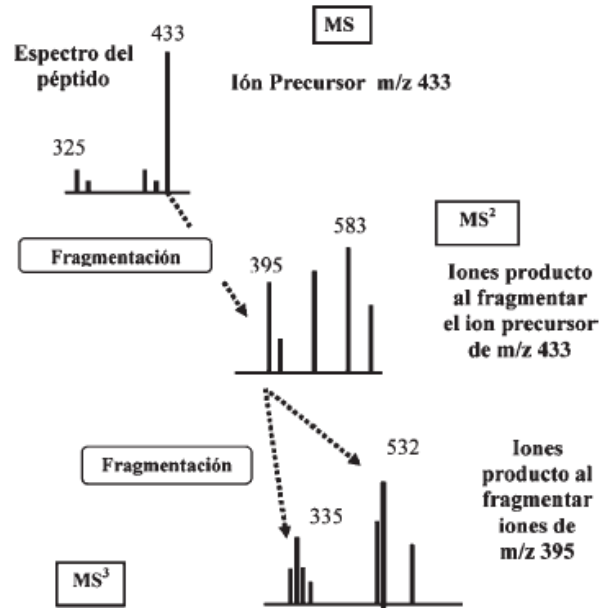 433
MS
Espectro del
péptido
Ión Precursor m/z 433
325
MS²
583
Fragmentación
395
Iones producto
al fragmentar
el ion precursor
de m/z 433
Fragmentación
532
Iones
producto al
fragmentar
iones de
m/z 395
335
MS³